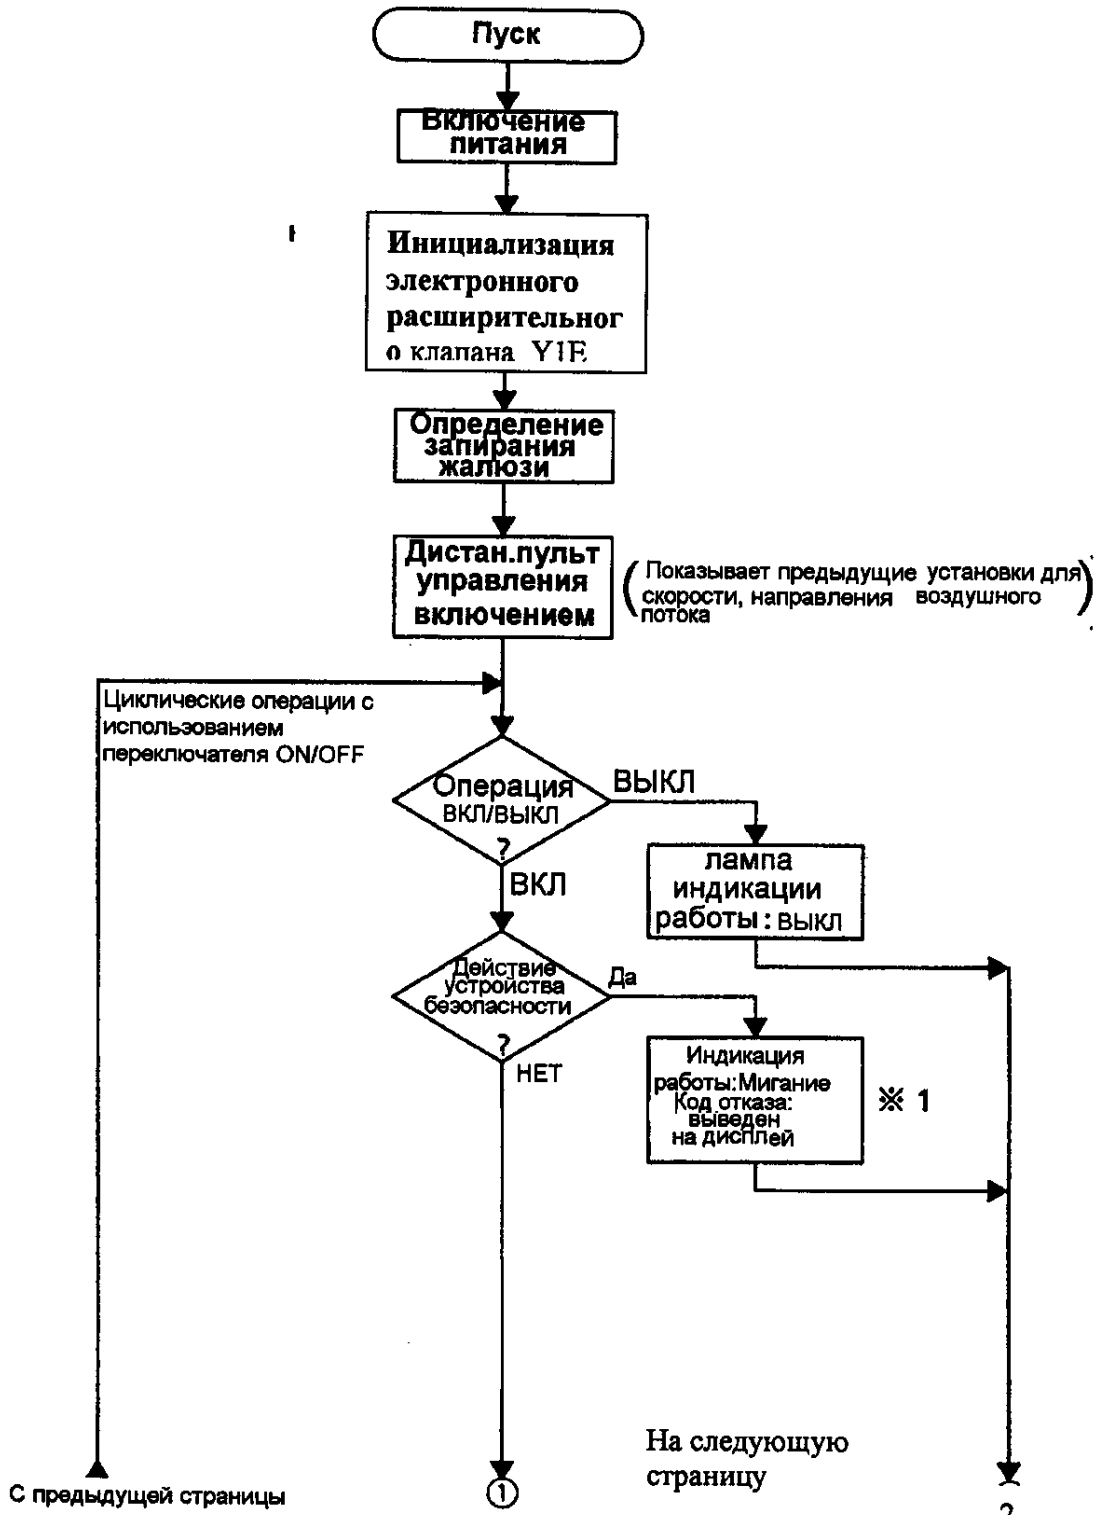 Пуск
Включение
питания
Инициализация
электронного
расширительног
о клапана Y1E
Определение
запирания
жалюзи
Дистан.пульт
управления
включением
(Показывает предыдущие установки для
скорости, направления воздушного
потока)
Циклические операции с
использованием
переключателя ON/OFF
Операция
ВКЛ/ВЫКЛ
?
ВЫКЛ
ВКЛ
лампа
индикации
работы: ВЫКЛ
Действие
устройства
безопасности
?
Да
НЕТ
Индикация
работы:Мигание
Код отказа:
выведен
на дисплей
※ 1
На следующую
страницу
С предыдущей страницы
1